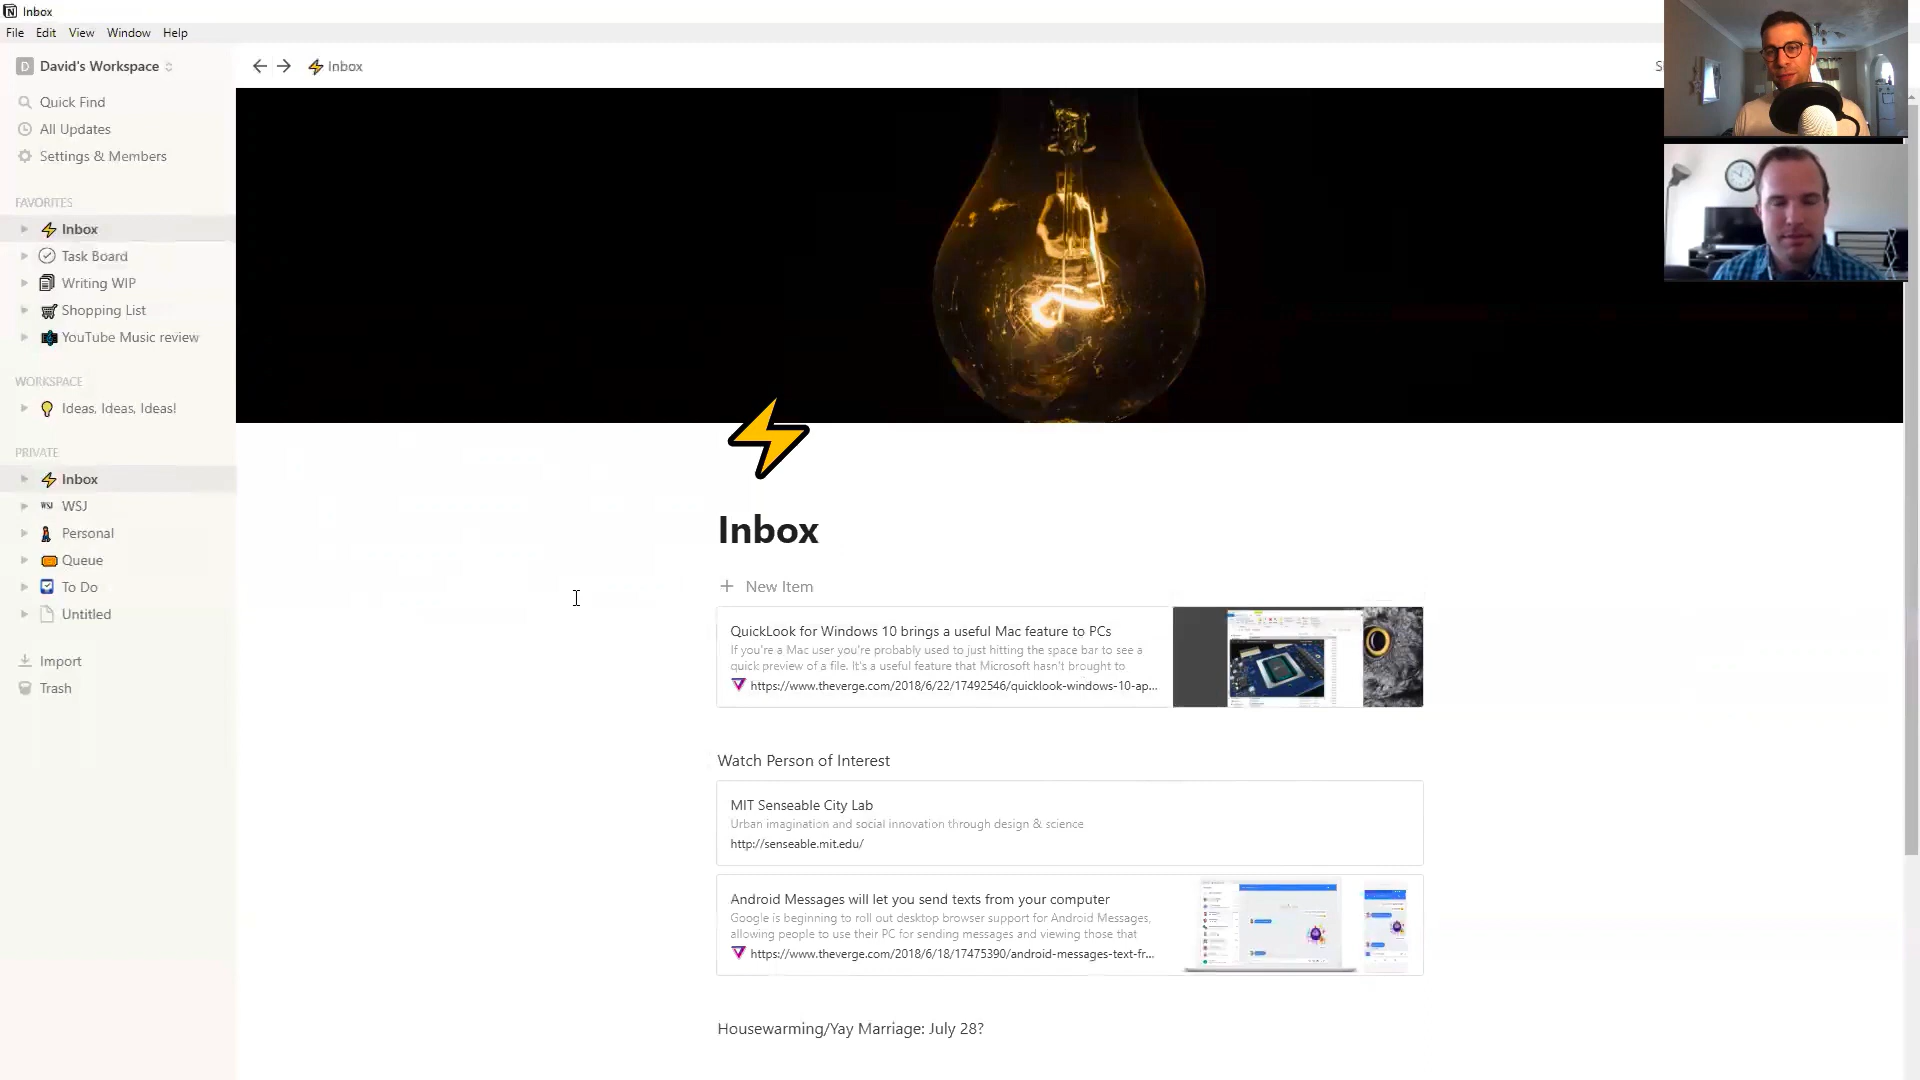 Inbox
File Edit View Window Help
D David's Workspace
Quick Find
All Updates
Settings & Members
FAVORITES
Inbox
Task Board
Writing WIP
Shopping List
YouTube Music review
WORKSPACE
Ideas, Ideas, Ideas!
PRIVATE
Inbox
WSJ WSJ
Personal
Queue
To Do
Untitled
Import
Trash
Inbox
Inbox
+ New Item
QuickLook for Windows 10 brings a useful Mac feature to PCs
If you're a Mac user you're probably used to just hitting the space bar to see a
quick preview of a file. It's a useful feature that Microsoft hasn't brought to
https://www.theverge.com/2018/6/22/17492546/quicklook-windows-10-ap...
Watch Person of Interest
MIT Senseable City Lab
Urban imagination and social innovation through design & science
http://senseable.mit.edu/
Android Messages will let you send texts from your computer
Google is beginning to roll out desktop browser support for Android Messages,
allowing people to use their PC for sending messages and viewing those that
https://www.theverge.com/2018/6/18/17475390/android-messages-text-fr...
Housewarming/Yay Marriage: July 28?